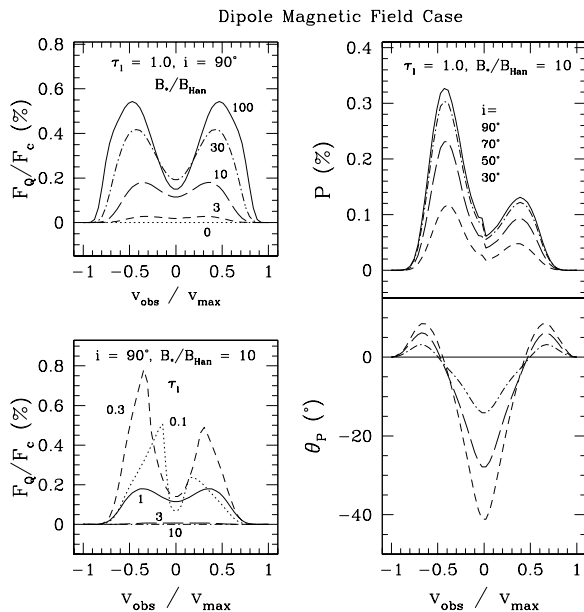 Dipole Magnetic Field Case
0.8
0.6
0.4
0.2
0
F_Q/F_c (%)
τ_l = 1.0, i = 90°
B_*/B_Han
100
30
10
3
0
−1 −0.5 0 0.5 1
v_obs / v_max
0.8
0.6
0.4
0.2
0
F_Q/F_c (%)
i = 90°, B_*/B_Han = 10
τ_l
0.3
0.1
1
3
10
−1 −0.5 0 0.5 1
v_obs / v_max
0.4
0.3
0.2
0.1
0
P (%)
τ_l = 1.0, B_*/B_Han = 10
i=
90°
70°
50°
30°
0
−20
−40
θ_P (°)
−1 −0.5 0 0.5 1
v_obs / v_max